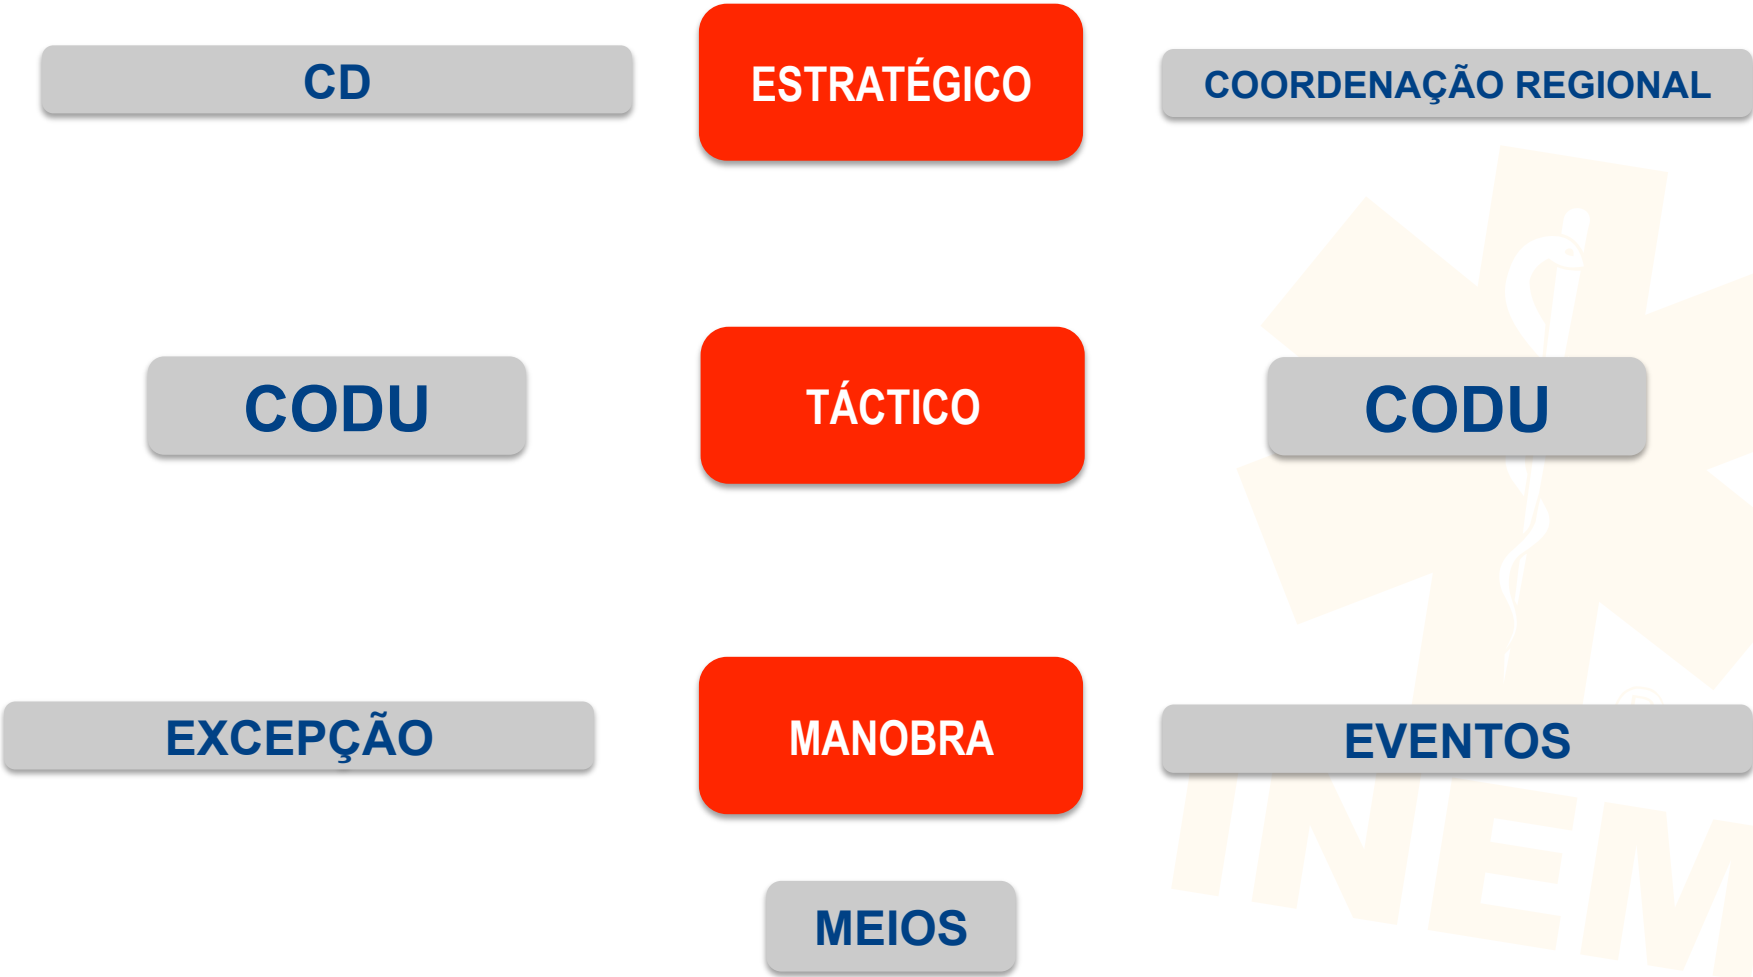 CD
ESTRATÉGICO
COORDENAÇÃO REGIONAL
CODU
TÁCTICO
CODU
EXCEPÇÃO
MANOBRA
EVENTOS
MEIOS
INEM
®